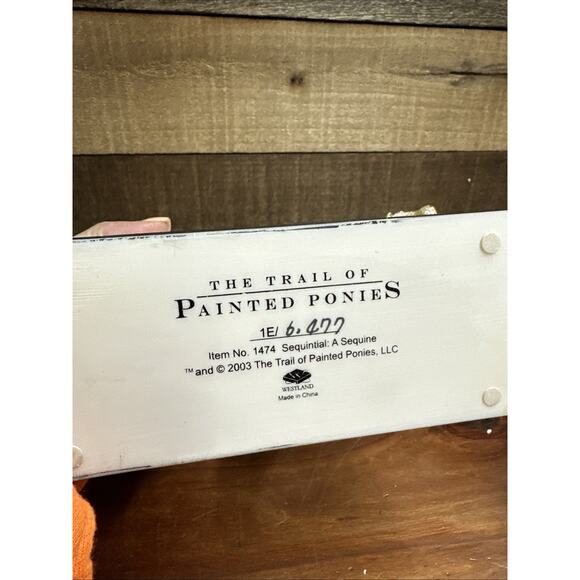 THE TRAIL OF
PAINTED PONIES
1E/ 6.477
Item No. 1474 Sequintial: A Sequine
TM and © 2003 The Trail of Painted Ponies, LLC
WESTLAND
Made in China